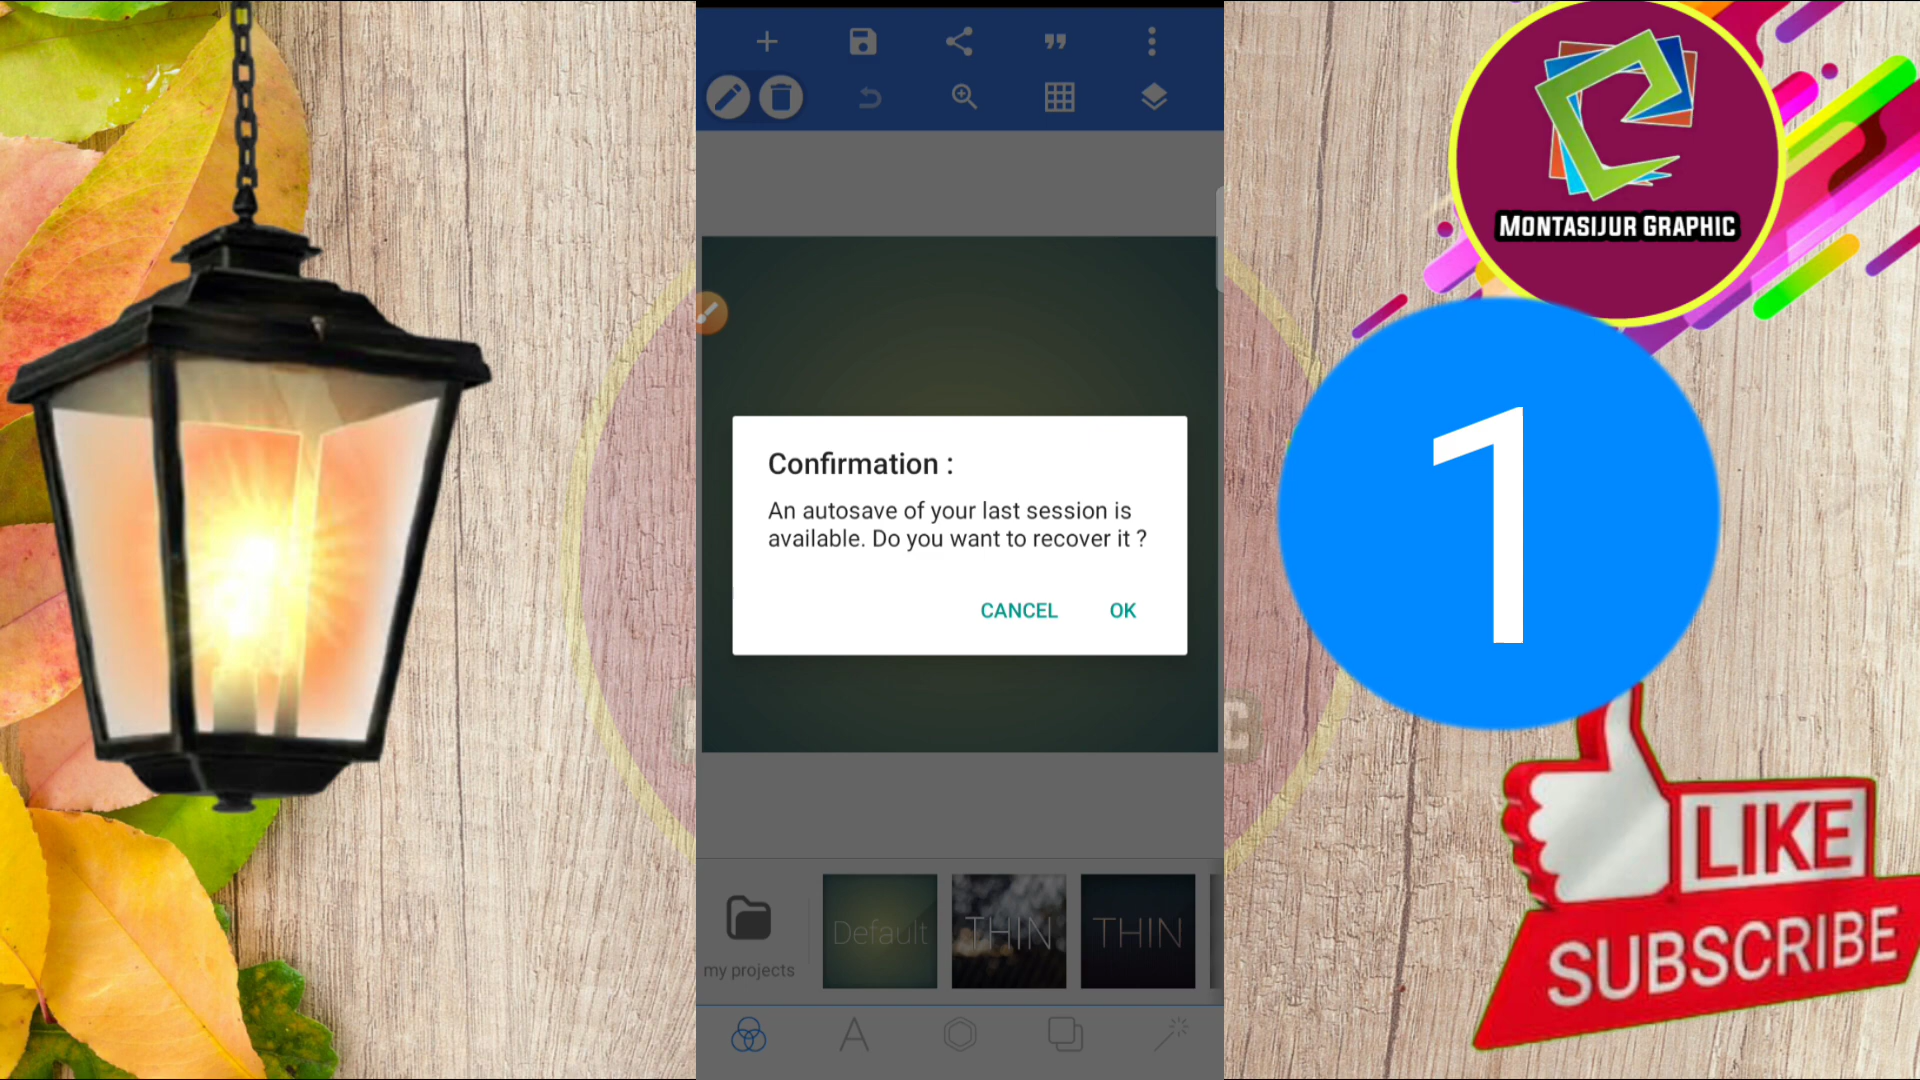 MONTASIJUR GRAPHIC
Confirmation :
An autosave of your last session is
available. Do you want to recover it ?
CANCEL OK
1
LIKE
SUBSCRIBE
Default
THIN
THIN
my projects